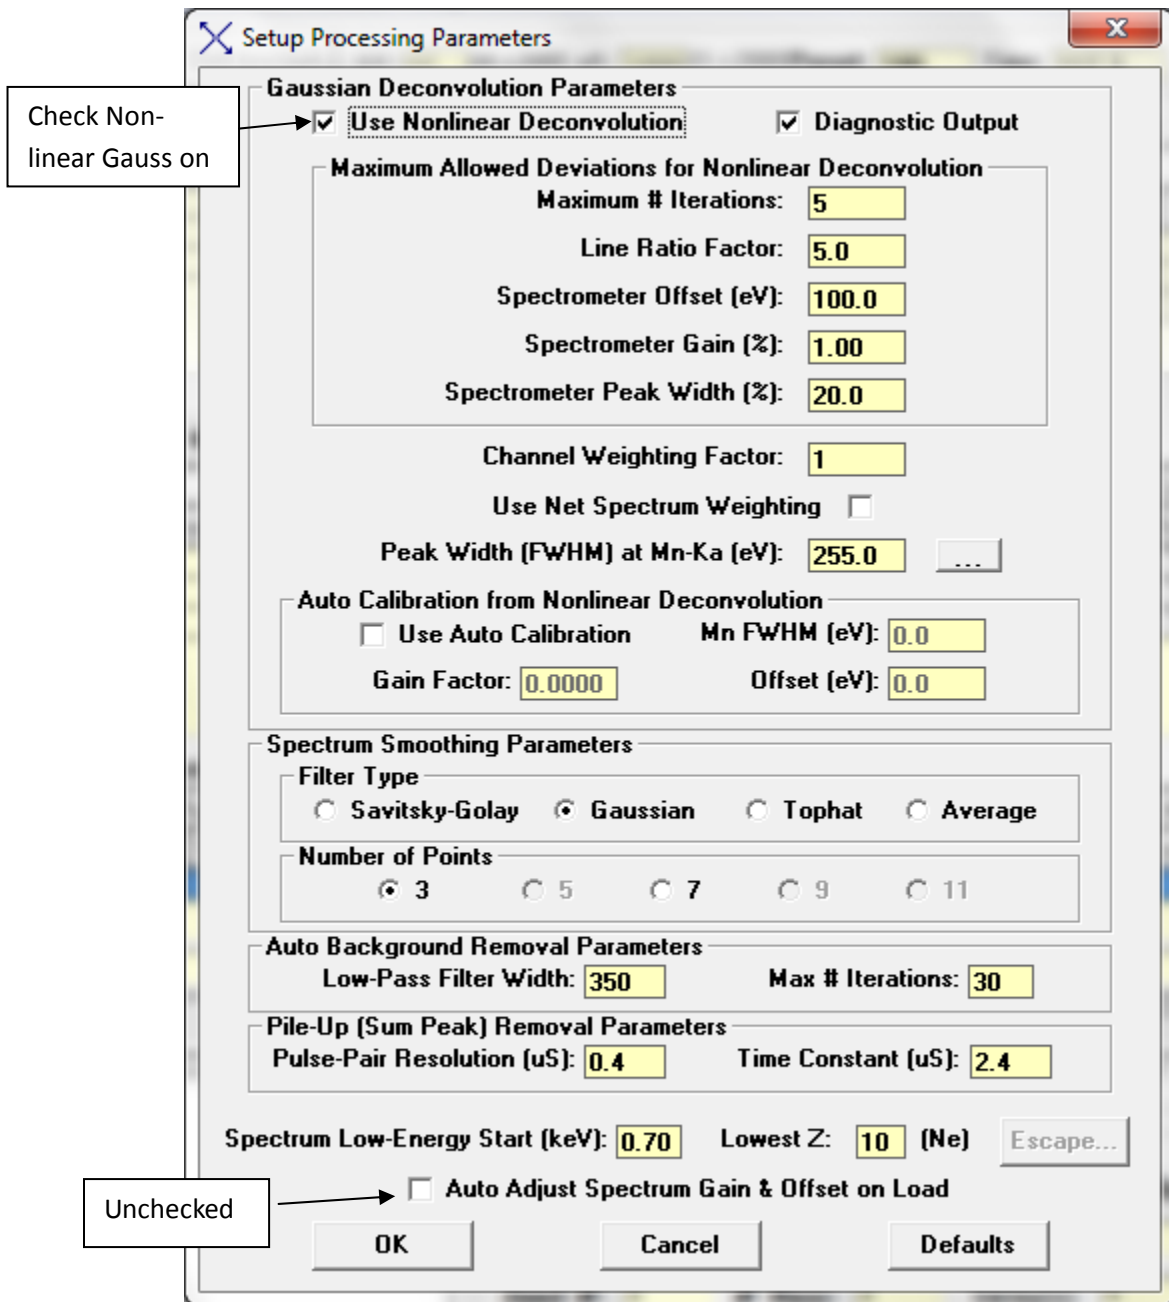 Setup Processing Parameters
Gaussian Deconvolution Parameters
Check Non-
linear Gauss on
Use Nonlinear Deconvolution Diagnostic Output
Maximum Allowed Deviations for Nonlinear Deconvolution
Maximum # Iterations: 5
Line Ratio Factor: 5.0
Spectrometer Offset (eV): 100.0
Spectrometer Gain (%): 1.00
Spectrometer Peak Width (%): 20.0
Channel Weighting Factor: 1
Use Net Spectrum Weighting
Peak Width (FWHM) at Mn-Ka (eV): 255.0 ...
Auto Calibration from Nonlinear Deconvolution
Use Auto Calibration Mn FWHM (eV): 0.0
Gain Factor: 0.0000 Offset (eV): 0.0
Spectrum Smoothing Parameters
Filter Type
Savitsky-Golay Gaussian Tophat Average
Number of Points
3 5 7 9 11
Auto Background Removal Parameters
Low-Pass Filter Width: 350 Max # Iterations: 30
Pile-Up (Sum Peak) Removal Parameters
Pulse-Pair Resolution (uS): 0.4 Time Constant (uS): 2.4
Spectrum Low-Energy Start (keV): 0.70 Lowest Z: 10 (Ne) Escape...
Auto Adjust Spectrum Gain & Offset on Load
Unchecked
OK Cancel Defaults